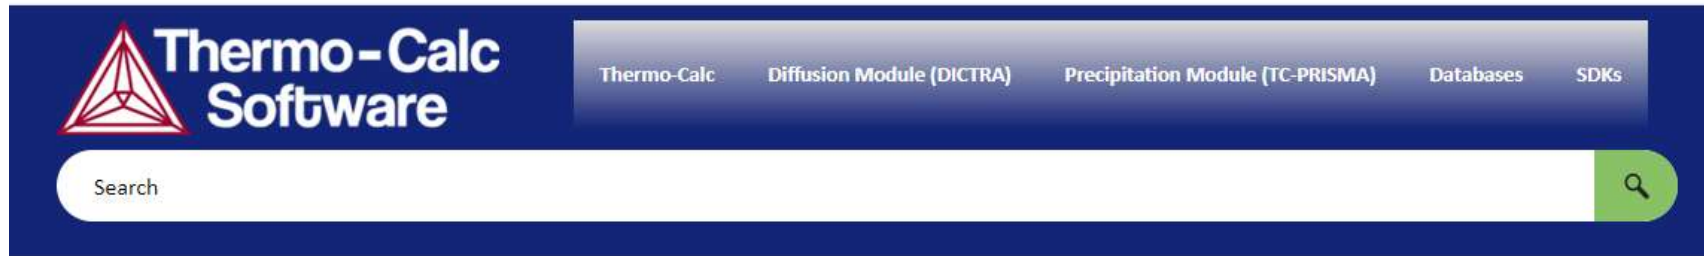 Thermo-Calc
Software
Thermo-Calc Diffusion Module (DICTRA) Precipitation Module (TC-PRISMA) Databases SDKs
Search